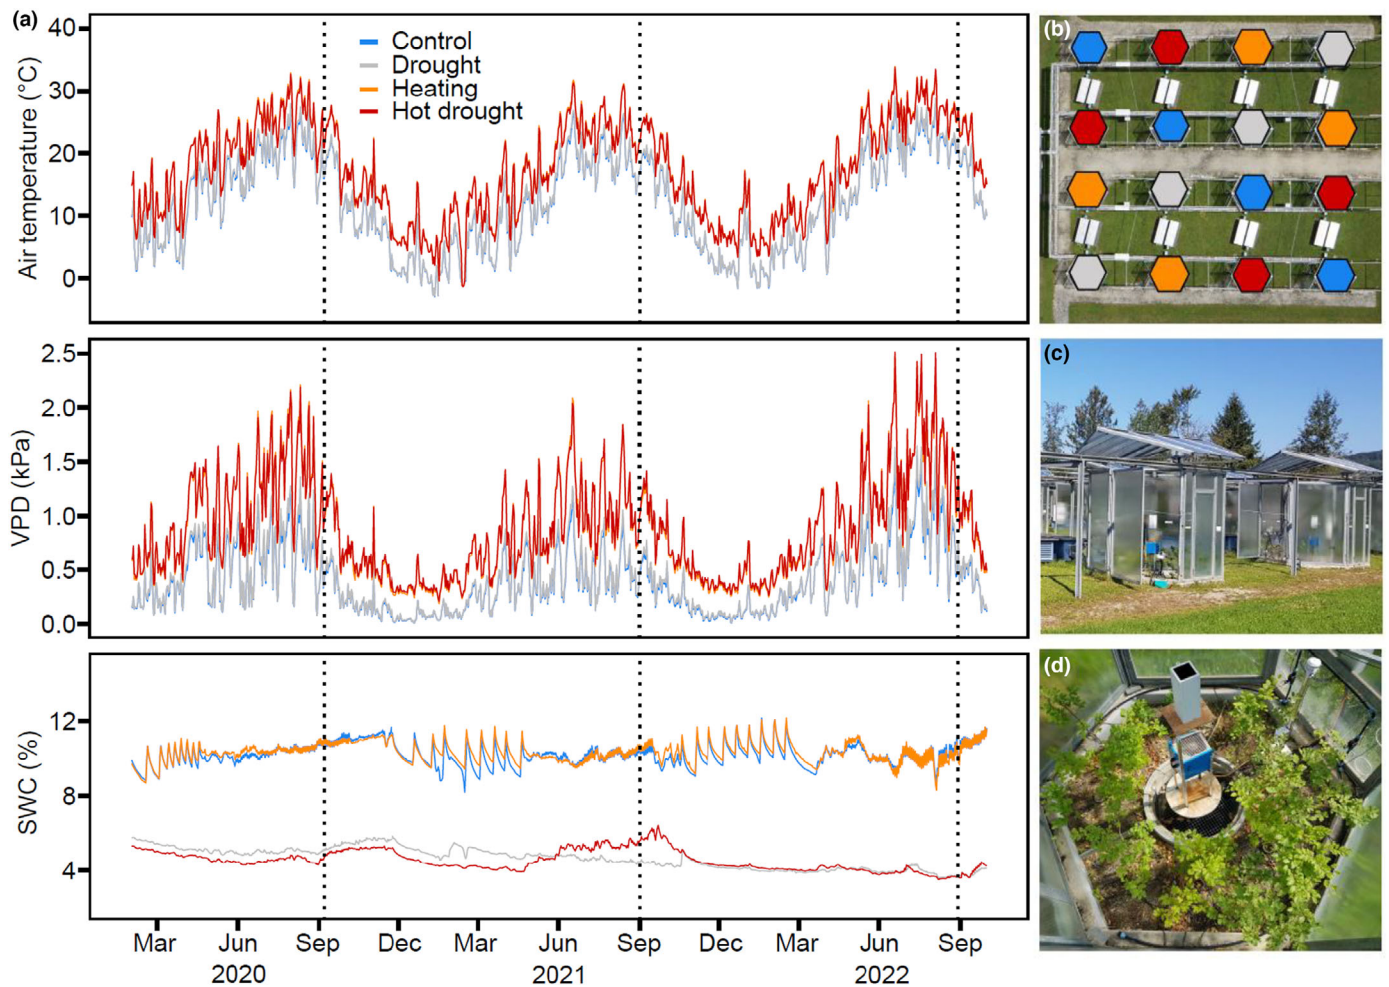 (a)
Control
Drought
Heating
Hot drought
Air temperature (°C)
40
30
20
10
0
VPD (kPa)
2.5
2.0
1.5
1.0
0.5
0.0
SWC (%)
12
8
4
Mar Jun Sep Dec Mar Jun Sep Dec Mar Jun Sep
2020 2021 2022
(b)
(c)
(d)